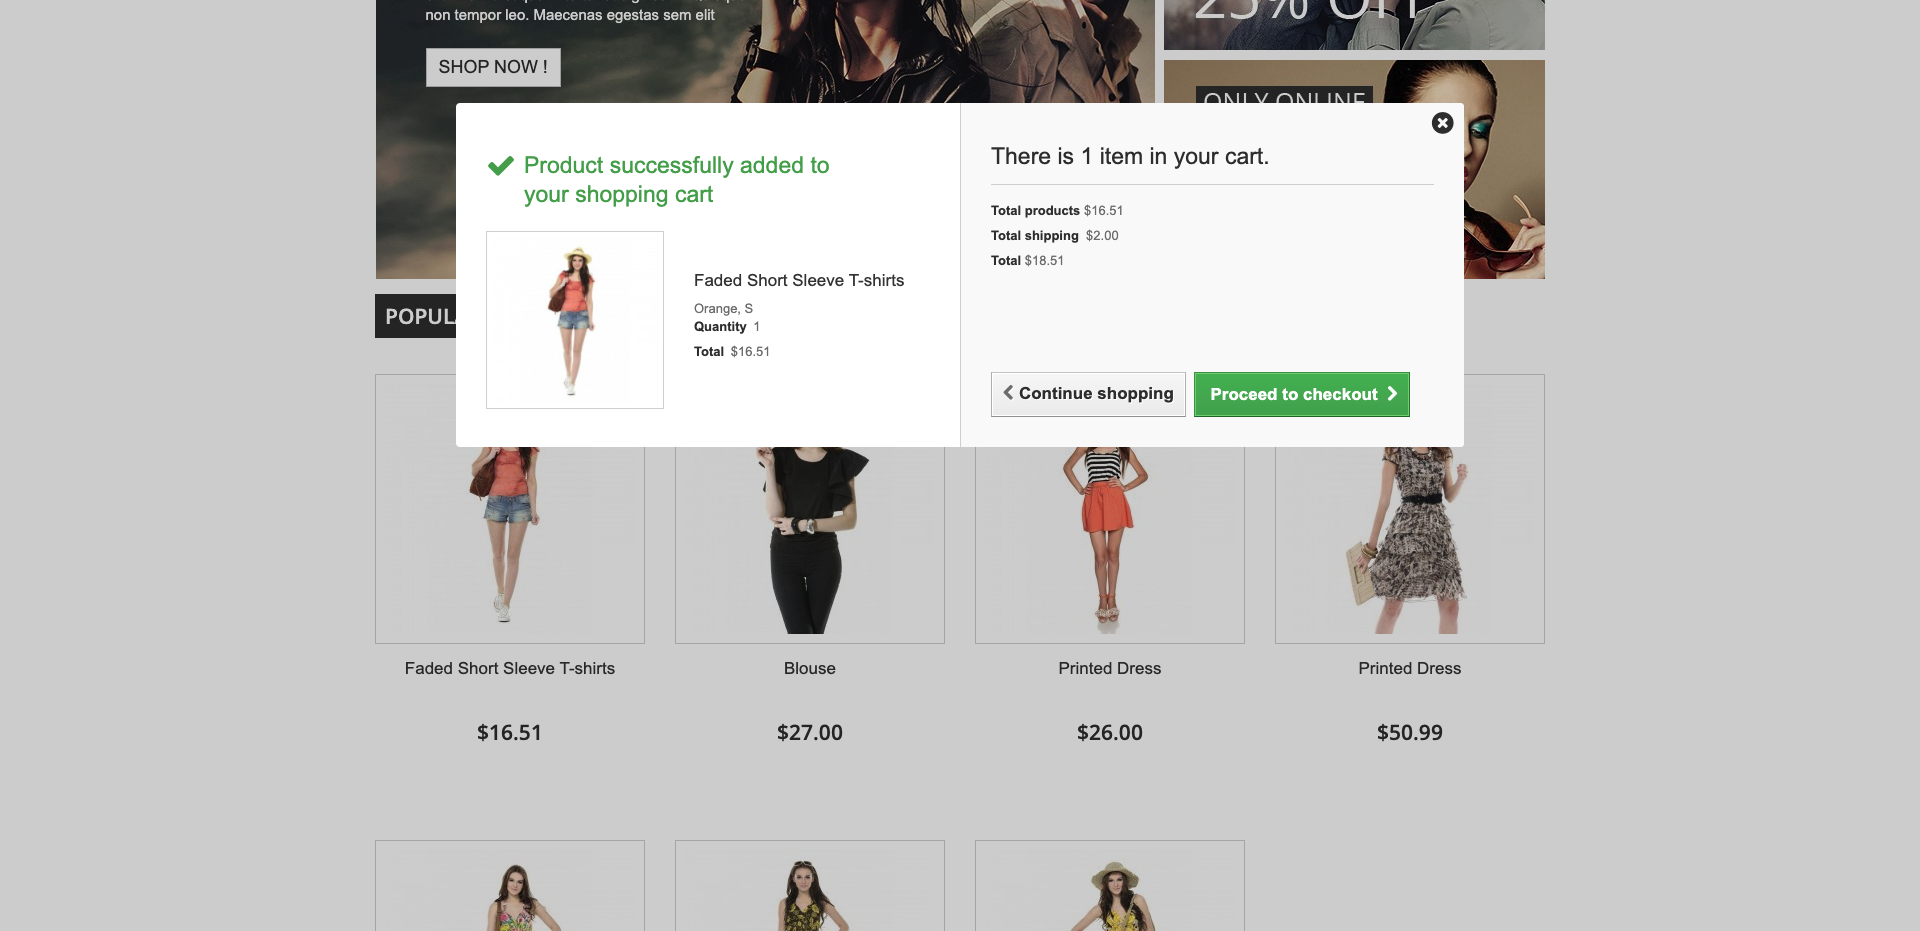 non tempor leo. Maecenas egestas sem elit
SHOP NOW !
25% OFF
ONLY ONLINE
Product successfully added to
your shopping cart
Faded Short Sleeve T-shirts
Orange, S
Quantity 1
Total $16.51
There is 1 item in your cart.
Total products $16.51
Total shipping $2.00
Total $18.51
Continue shopping
Proceed to checkout
Faded Short Sleeve T-shirts
Blouse
Printed Dress
Printed Dress
$16.51
$27.00
$26.00
$50.99